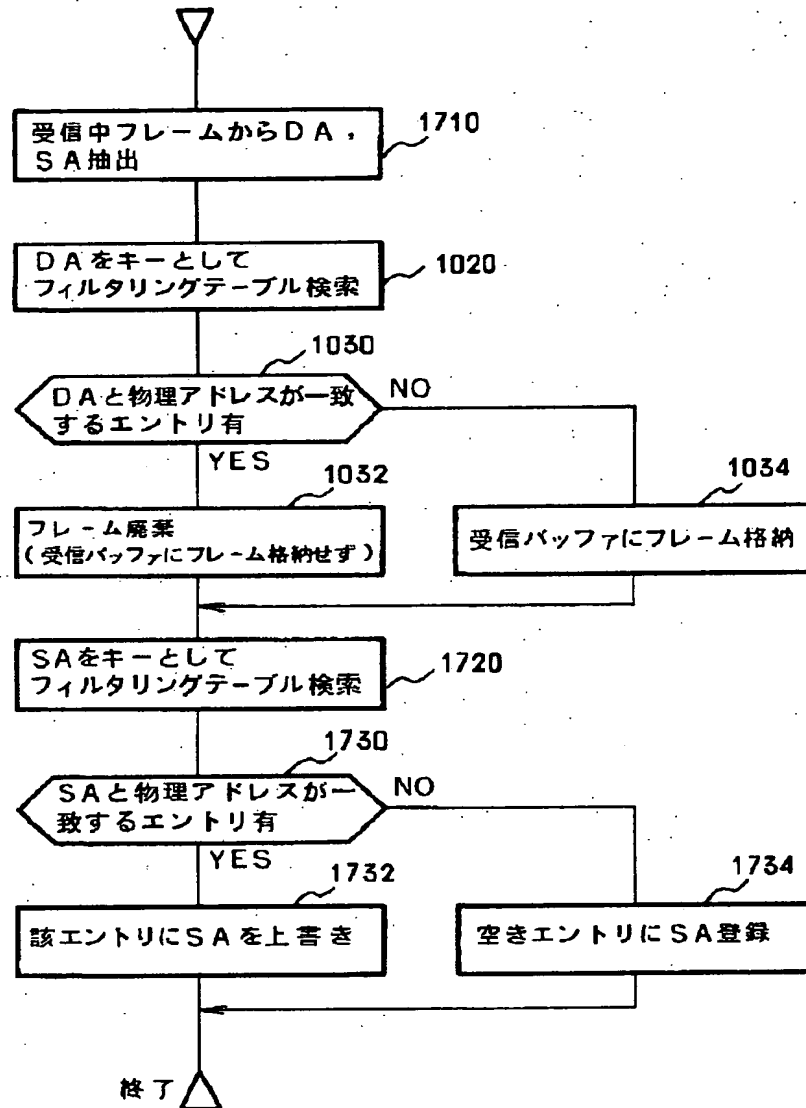 受信中フレームからDA,
SA抽出
1710
DAをキーとして
フィルタリングテーブル検索
1020
1030
DAと物理アドレスが一致
するエントリ有
NO
YES
1032
フレーム廃棄
(受信バッファにフレーム格納せず)
1034
受信バッファにフレーム格納
SAをキーとして
フィルタリングテーブル検索
1720
1730
SAと物理アドレスが一
致するエントリ有
NO
YES
1732
該エントリにSAを上書き
1734
空きエントリにSA登録
終了